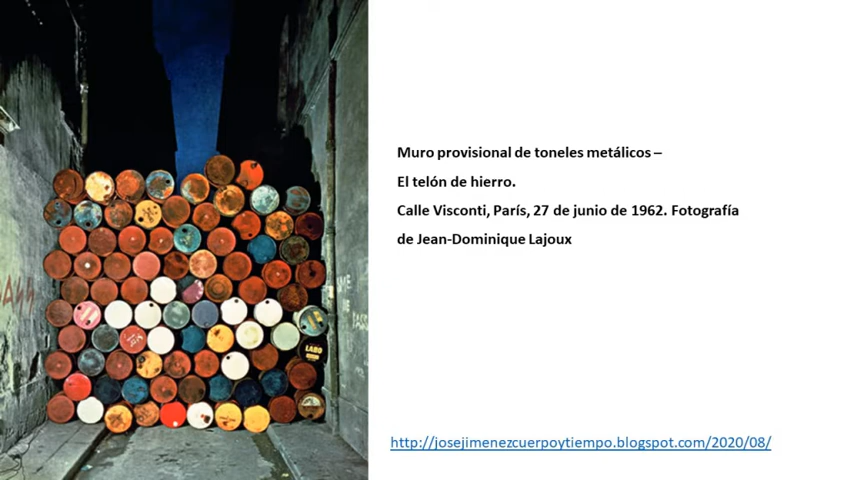 Muro provisional de toneles metálicos –
El telón de hierro.
Calle Visconti, París, 27 de junio de 1962. Fotografía
de Jean-Dominique Lajoux
LABO
http://josejimenezcuerpoytiempo.blogspot.com/2020/08/